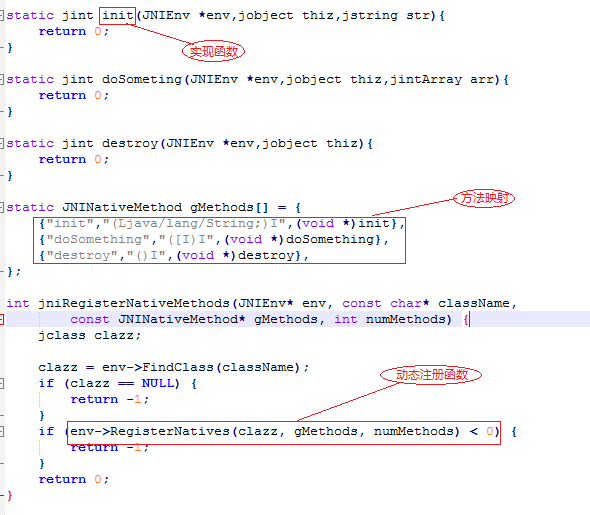 static jint init(JNIEnv *env,jobject thiz,jstring str){
return 0;
实现函数
}
static jint doSometing(JNIEnv *env,jobject thiz,jintArray arr){
return 0;
}
static jint destroy(JNIEnv *env,jobject thiz){
return 0;
}
方法映射
static JNINativeMethod gMethods[] = {
{"init","(Ljava/lang/String;)I",(void *)init},
{"doSomething","([I)I",(void *)doSomething},
{"destroy","()I",(void *)destroy},
};
int jniRegisterNativeMethods(JNIEnv* env, const char* className,
const JNINativeMethod* gMethods, int numMethods) {
jclass clazz;
clazz = env->FindClass(className);
动态注册函数
if (clazz == NULL) {
return -1;
}
if (env->RegisterNatives(clazz, gMethods, numMethods) < 0) {
return -1;
}
return 0;
}